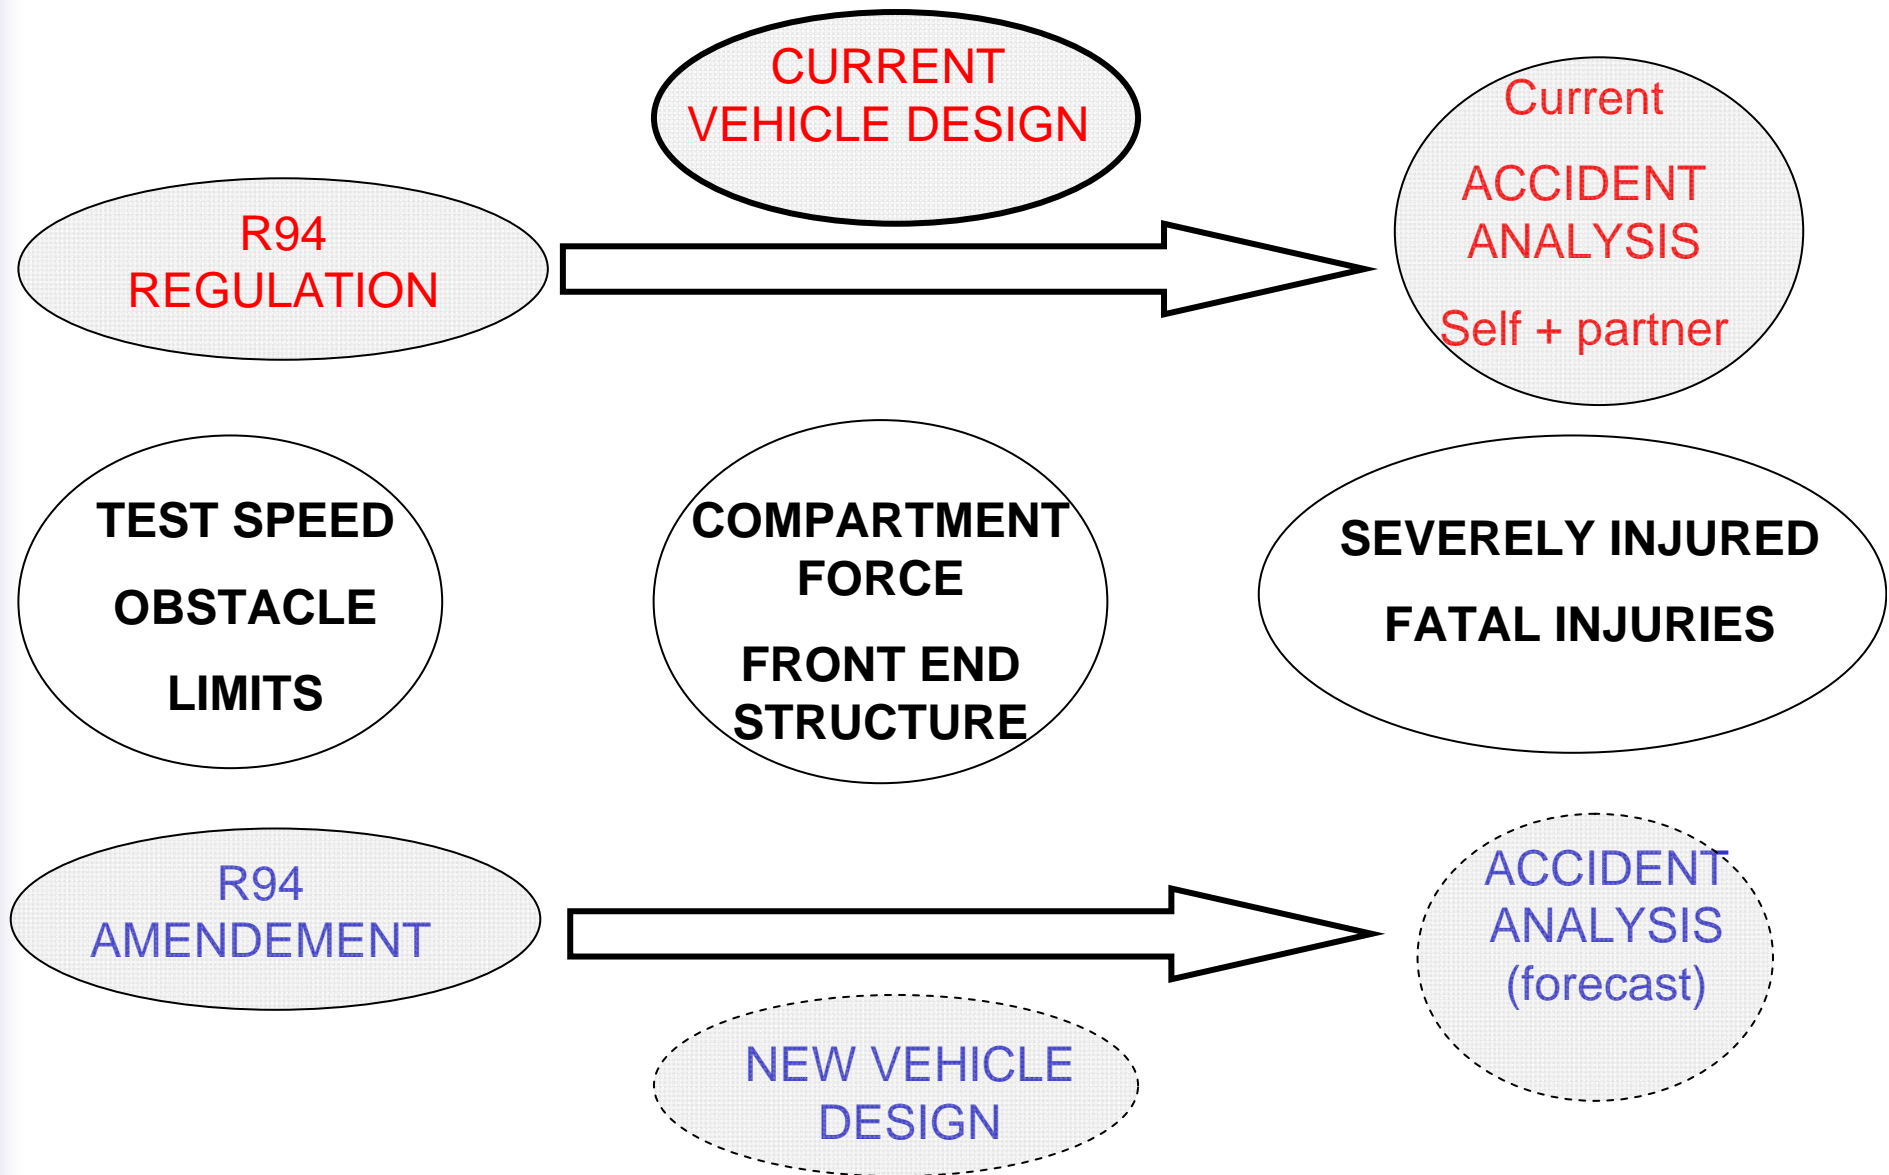 CURRENT
VEHICLE DESIGN
Current
ACCIDENT
ANALYSIS
Self + partner
R94
REGULATION
TEST SPEED
OBSTACLE
LIMITS
COMPARTMENT
FORCE
FRONT END
STRUCTURE
SEVERELY INJURED
FATAL INJURIES
R94
AMENDEMENT
ACCIDENT
ANALYSIS
(forecast)
NEW VEHICLE
DESIGN